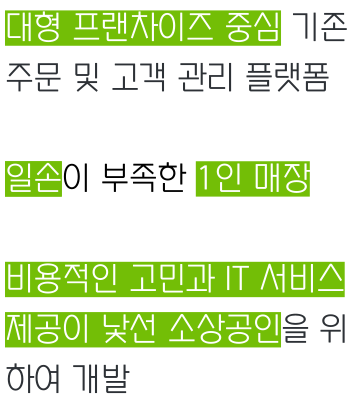 대형 프랜차이즈 중심 기존
주문 및 고객 관리 플랫폼
일손이 부족한 1인 매장
비용적인 고민과 IT 서비스
제공이 낯선 소상공인을 위
하여 개발